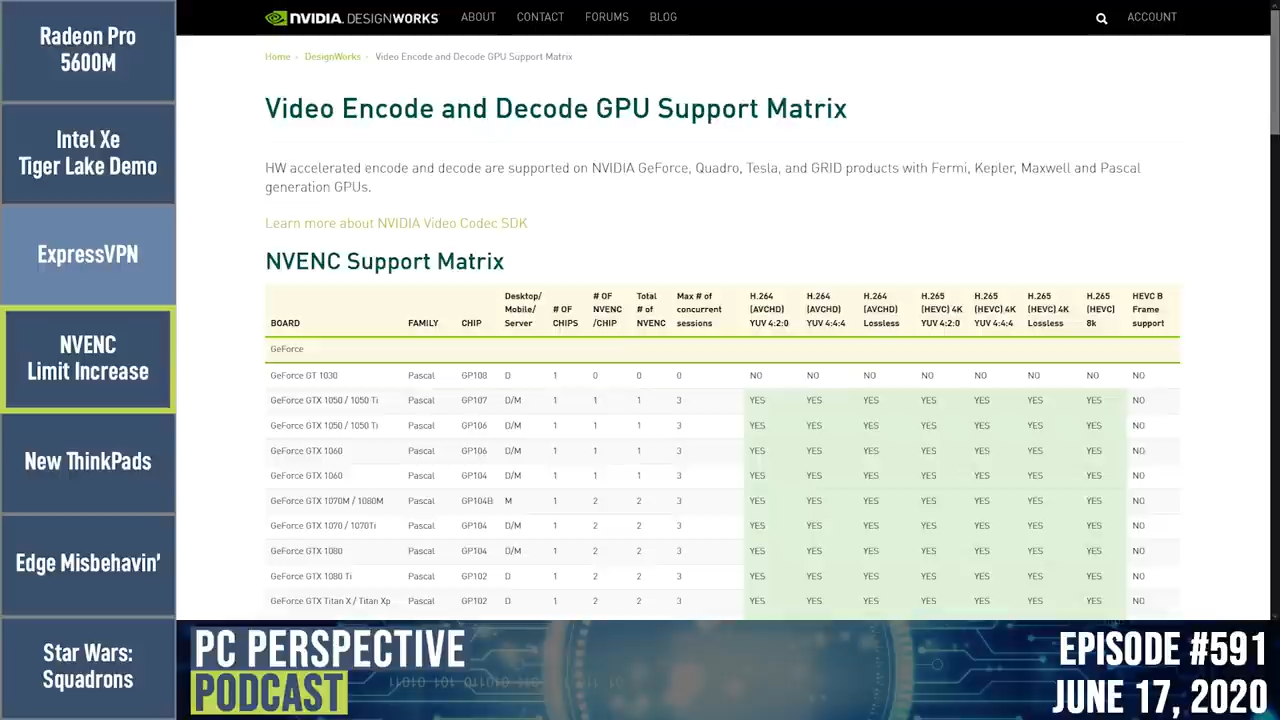 Radeon Pro
5600M
Intel Xe
Tiger Lake Demo
ExpressVPN
NVENC
Limit Increase
New ThinkPads
Edge Misbehavin'
Star Wars:
Squadrons
NVIDIA. DESIGNWORKS ABOUT CONTACT FORUMS BLOG ACCOUNT
Home › DesignWorks › Video Encode and Decode GPU Support Matrix
Video Encode and Decode GPU Support Matrix
HW accelerated encode and decode are supported on NVIDIA GeForce, Quadro, Tesla, and GRID products with Fermi, Kepler, Maxwell and Pascal
generation GPUs.
Learn more about NVIDIA Video Codec SDK
NVENC Support Matrix
BOARD FAMILY CHIP Desktop/ Mobile/ Server # OF CHIPS # OF NVENC /CHIP Total # of NVENC Max # of concurrent sessions H.264 (AVCHD) YUV 4:2:0 H.264 (AVCHD) YUV 4:4:4 H.264 (AVCHD) Lossless H.265 (HEVC) 4K YUV 4:2:0 H.265 (HEVC) 4K YUV 4:4:4 H.265 (HEVC) 4K Lossless H.265 (HEVC) 8k HEVC B Frame support
GeForce
GeForce GT 1030 Pascal GP108 D 1 0 0 0 NO NO NO NO NO NO NO NO
GeForce GTX 1050 / 1050 Ti Pascal GP107 D/M 1 1 1 3 YES YES YES YES YES YES YES NO
GeForce GTX 1050 / 1050 Ti Pascal GP106 D/M 1 1 1 3 YES YES YES YES YES YES YES NO
GeForce GTX 1060 Pascal GP106 D/M 1 1 1 3 YES YES YES YES YES YES YES NO
GeForce GTX 1060 Pascal GP104 D/M 1 1 1 3 YES YES YES YES YES YES YES NO
GeForce GTX 1070M / 1080M Pascal GP104B M 1 2 2 3 YES YES YES YES YES YES YES NO
GeForce GTX 1070 / 1070Ti Pascal GP104 D/M 1 2 2 3 YES YES YES YES YES YES YES NO
GeForce GTX 1080 Pascal GP104 D/M 1 2 2 3 YES YES YES YES YES YES YES NO
GeForce GTX 1080 Ti Pascal GP102 D 1 2 2 3 YES YES YES YES YES YES YES NO
GeForce GTX Titan X / Titan Xp Pascal GP102 D 1 2 2 3 YES YES YES YES YES YES YES NO
PC PERSPECTIVE
PODCAST
EPISODE #591
JUNE 17, 2020